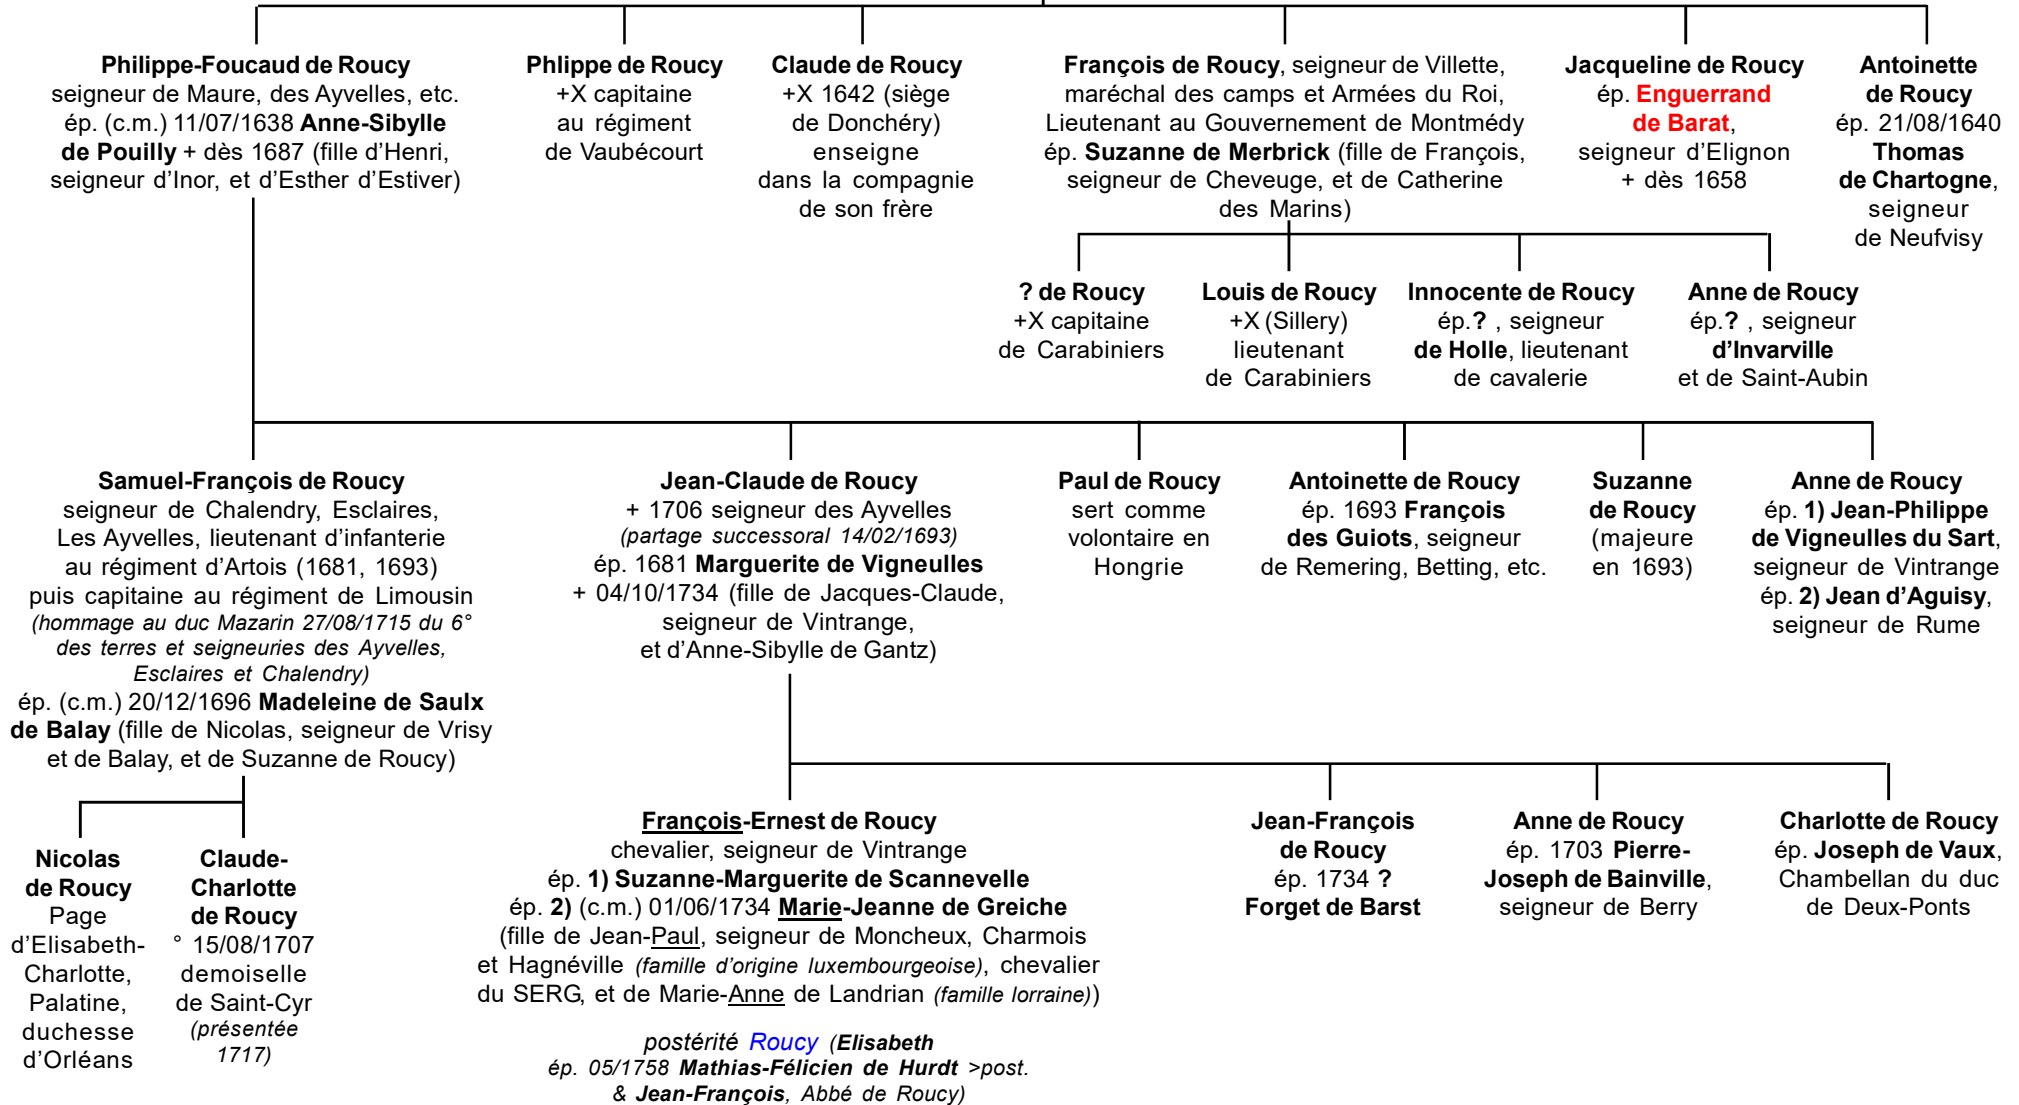 Philippe-Foucaud de Roucy
seigneur de Maure, des Ayvelles, etc.
ép. (c.m.) 11/07/1638 Anne-Sibylle
de Pouilly + dès 1687 (fille d'Henri,
seigneur d'Inor, et d'Esther d'Estiver)
Phlippe de Roucy
+X capitaine
au régiment
de Vaubécourt
Claude de Roucy
+X 1642 (siège
de Donchéry)
enseigne
dans la compagnie
de son frère
François de Roucy, seigneur de Villette,
maréchal des camps et Armées du Roi,
Lieutenant au Gouvernement de Montmédy
ép. Suzanne de Merbrick (fille de François,
seigneur de Cheveuge, et de Catherine
des Marins)
Jacqueline de Roucy
ép. Enguerrand
de Barat,
seigneur d'Elignon
+ dès 1658
Antoinette
de Roucy
ép. 21/08/1640
Thomas
de Chartogne,
seigneur
de Neufvisy
? de Roucy
+X capitaine
de Carabiniers
Louis de Roucy
+X (Sillery)
lieutenant
de Carabiniers
Innocente de Roucy
ép.? , seigneur
de Holle, lieutenant
de cavalerie
Anne de Roucy
ép.? , seigneur
d'Invarville
et de Saint-Aubin
Samuel-François de Roucy
seigneur de Chalendry, Esclaires,
Les Ayvelles, lieutenant d'infanterie
au régiment d'Artois (1681, 1693)
puis capitaine au régiment de Limousin
(hommage au duc Mazarin 27/08/1715 du 6°
des terres et seigneuries des Ayvelles,
Esclaires et Chalendry)
ép. (c.m.) 20/12/1696 Madeleine de Saulx
de Balay (fille de Nicolas, seigneur de Vrisy
et de Balay, et de Suzanne de Roucy)
Jean-Claude de Roucy
+ 1706 seigneur des Ayvelles
(partage successoral 14/02/1693)
ép. 1681 Marguerite de Vigneulles
+ 04/10/1734 (fille de Jacques-Claude,
seigneur de Vintrange,
et d'Anne-Sibylle de Gantz)
Paul de Roucy
sert comme
volontaire en
Hongrie
Antoinette de Roucy
ép. 1693 François
des Guiots, seigneur
de Remering, Betting, etc.
Suzanne
de Roucy
(majeure
en 1693)
Anne de Roucy
ép. 1) Jean-Philippe
de Vigneulles du Sart,
seigneur de Vintrange
ép. 2) Jean d'Aguisy,
seigneur de Rume
Nicolas
de Roucy
Page
d'Elisabeth-
Charlotte,
Palatine,
duchesse
d'Orléans
Claude-
Charlotte
de Roucy
° 15/08/1707
demoiselle
de Saint-Cyr
(présentée
1717)
François-Ernest de Roucy
chevalier, seigneur de Vintrange
ép. 1) Suzanne-Marguerite de Scannevelle
ép. 2) (c.m.) 01/06/1734 Marie-Jeanne de Greiche
(fille de Jean-Paul, seigneur de Moncheux, Charmois
et Hagnéville (famille d'origine luxembourgeoise), chevalier
du SERG, et de Marie-Anne de Landrian (famille lorraine))
postérité Roucy (Elisabeth
ép. 05/1758 Mathias-Félicien de Hurdt >post.
& Jean-François, Abbé de Roucy)
Jean-François
de Roucy
ép. 1734 ?
Forget de Barst
Anne de Roucy
ép. 1703 Pierre-
Joseph de Bainville,
seigneur de Berry
Charlotte de Roucy
ép. Joseph de Vaux,
Chambellan du duc
de Deux-Ponts